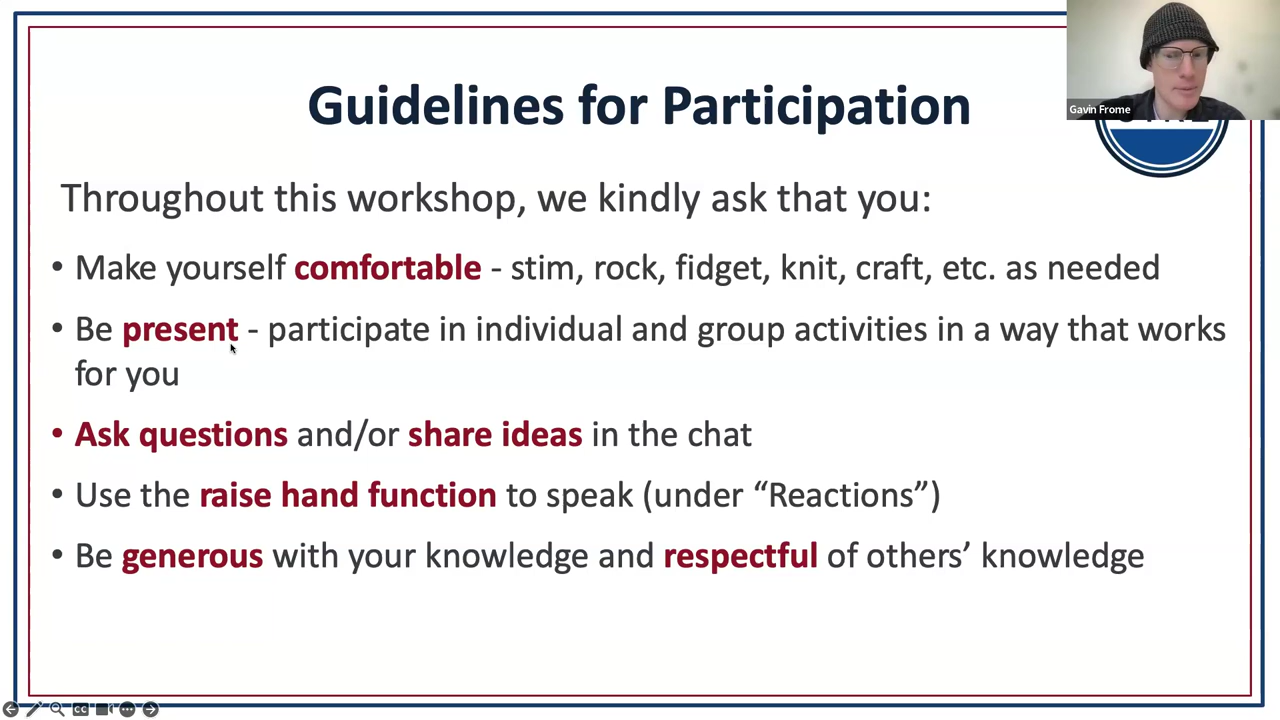 Guidelines for Participation
Gavin Frome
Throughout this workshop, we kindly ask that you:
• Make yourself comfortable - stim, rock, fidget, knit, craft, etc. as needed
• Be present - participate in individual and group activities in a way that works
for you
• Ask questions and/or share ideas in the chat
• Use the raise hand function to speak (under “Reactions”)
• Be generous with your knowledge and respectful of others’ knowledge
CC